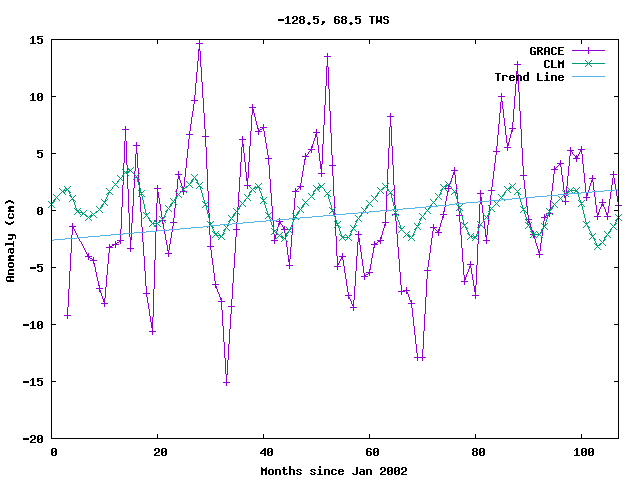 -128.5, 68.5 TWS
GRACE
CLM
Trend Line
15
10
5
0
-5
-10
-15
-20
Anomaly (cm)
0 20 40 60 80 100
Months since Jan 2002